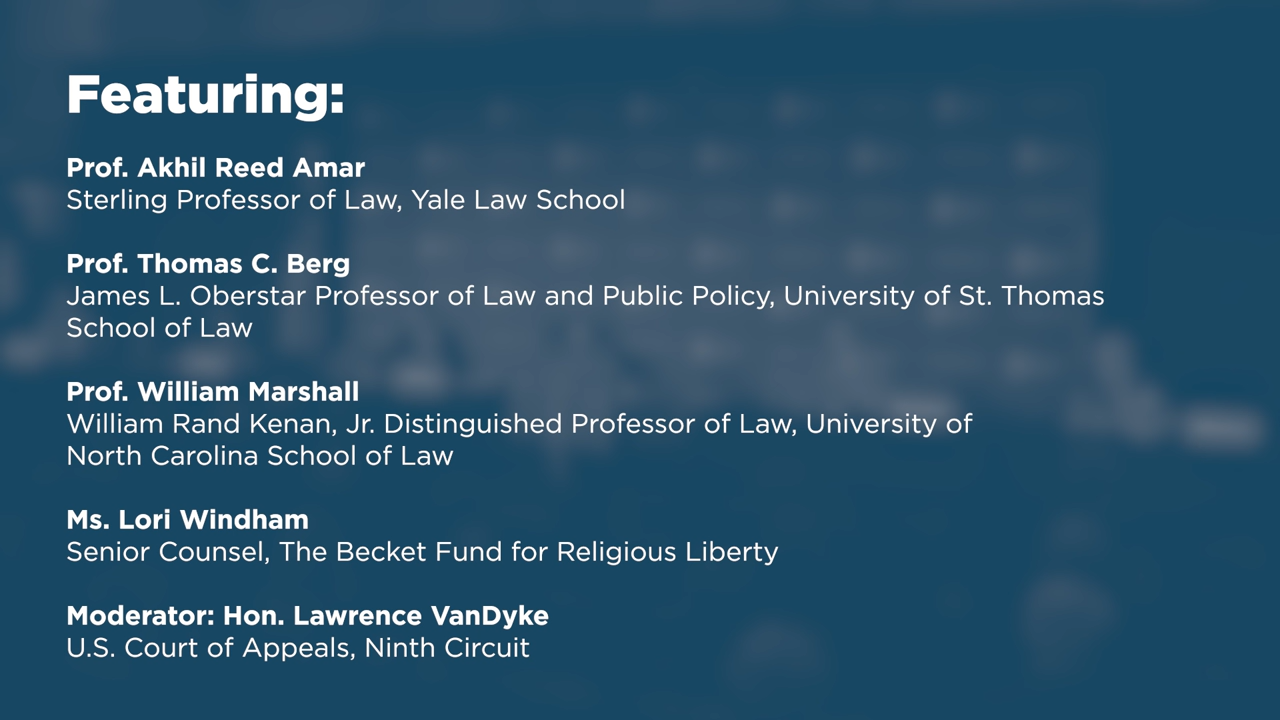 Featuring:
Prof. Akhil Reed Amar
Sterling Professor of Law, Yale Law School
Prof. Thomas C. Berg
James L. Oberstar Professor of Law and Public Policy, University of St. Thomas
School of Law
Prof. William Marshall
William Rand Kenan, Jr. Distinguished Professor of Law, University of
North Carolina School of Law
Ms. Lori Windham
Senior Counsel, The Becket Fund for Religious Liberty
Moderator: Hon. Lawrence VanDyke
U.S. Court of Appeals, Ninth Circuit